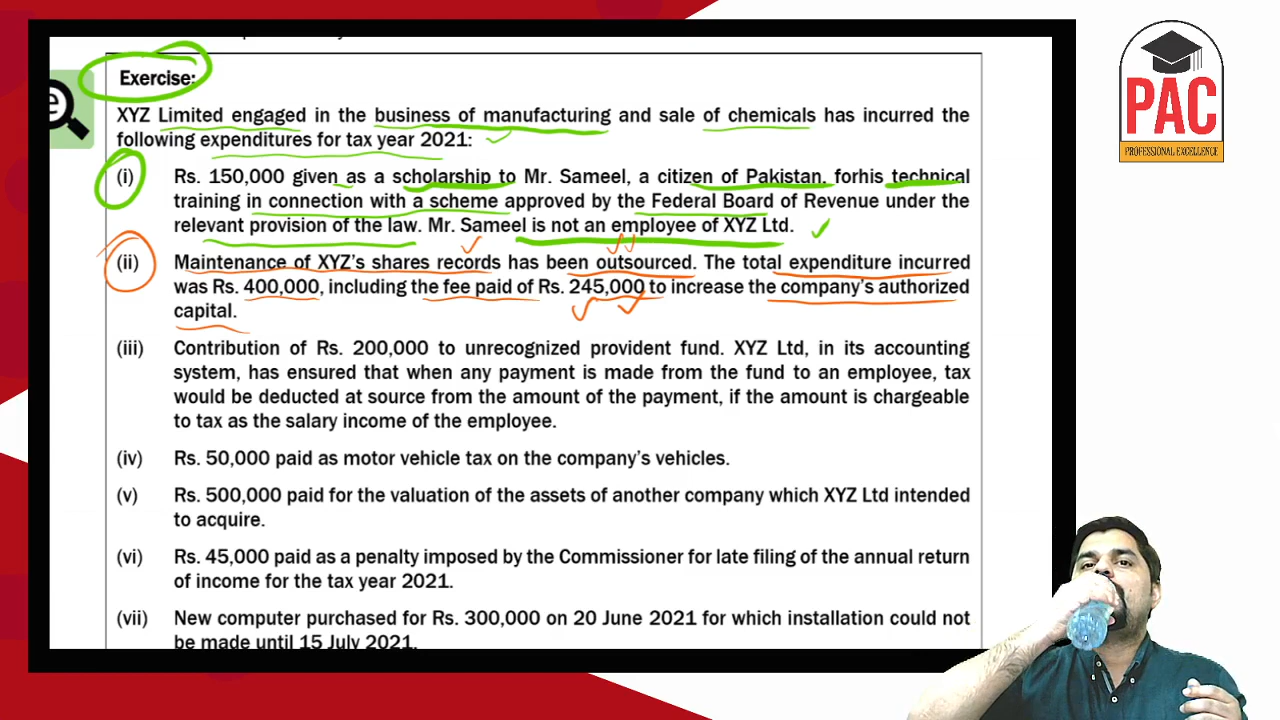 Exercise:
XYZ Limited engaged in the business of manufacturing and sale of chemicals has incurred the
following expenditures for tax year 2021:
(i) Rs. 150,000 given as a scholarship to Mr. Sameel, a citizen of Pakistan, forhis technical
training in connection with a scheme approved by the Federal Board of Revenue under the
relevant provision of the law. Mr. Sameel is not an employee of XYZ Ltd.
(ii) Maintenance of XYZ's shares records has been outsourced. The total expenditure incurred
was Rs. 400,000, including the fee paid of Rs. 245,000 to increase the company's authorized
capital.
(iii) Contribution of Rs. 200,000 to unrecognized provident fund. XYZ Ltd, in its accounting
system, has ensured that when any payment is made from the fund to an employee, tax
would be deducted at source from the amount of the payment, if the amount is chargeable
to tax as the salary income of the employee.
(iv) Rs. 50,000 paid as motor vehicle tax on the company's vehicles.
(v) Rs. 500,000 paid for the valuation of the assets of another company which XYZ Ltd intended
to acquire.
(vi) Rs. 45,000 paid as a penalty imposed by the Commissioner for late filing of the annual return
of income for the tax year 2021.
(vii) New computer purchased for Rs. 300,000 on 20 June 2021 for which installation could not
be made until 15 July 2021.
PAC
PROFESSIONAL EXCELLENCE